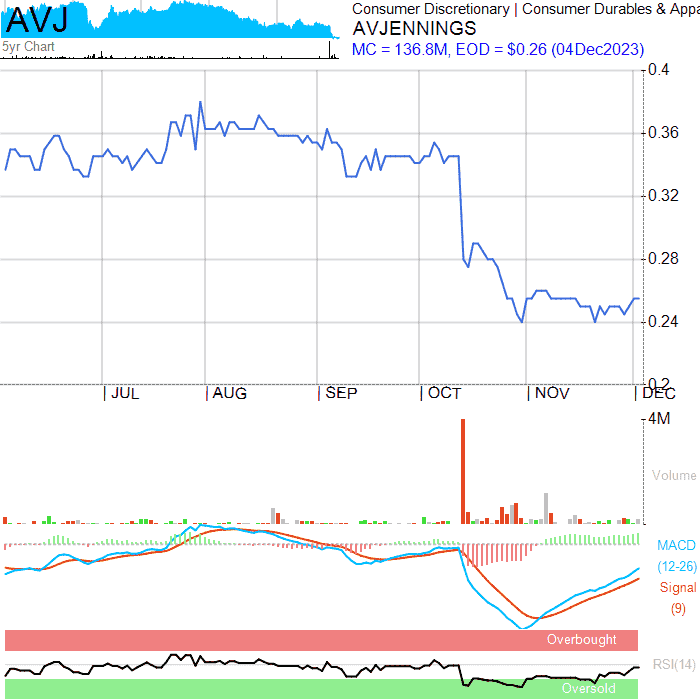 AVJ
Consumer Discretionary | Consumer Durables & Appa
AVJENNINGS
5yr Chart
MC = 136.8M, EOD = $0.26 (04Dec2023)
0.4
0.36
0.32
0.28
0.24
0.2
JUL AUG SEP OCT NOV DEC
4M
Volume
MACD
(12-26)
Signal
(9)
Overbought
RSI(14)
Oversold